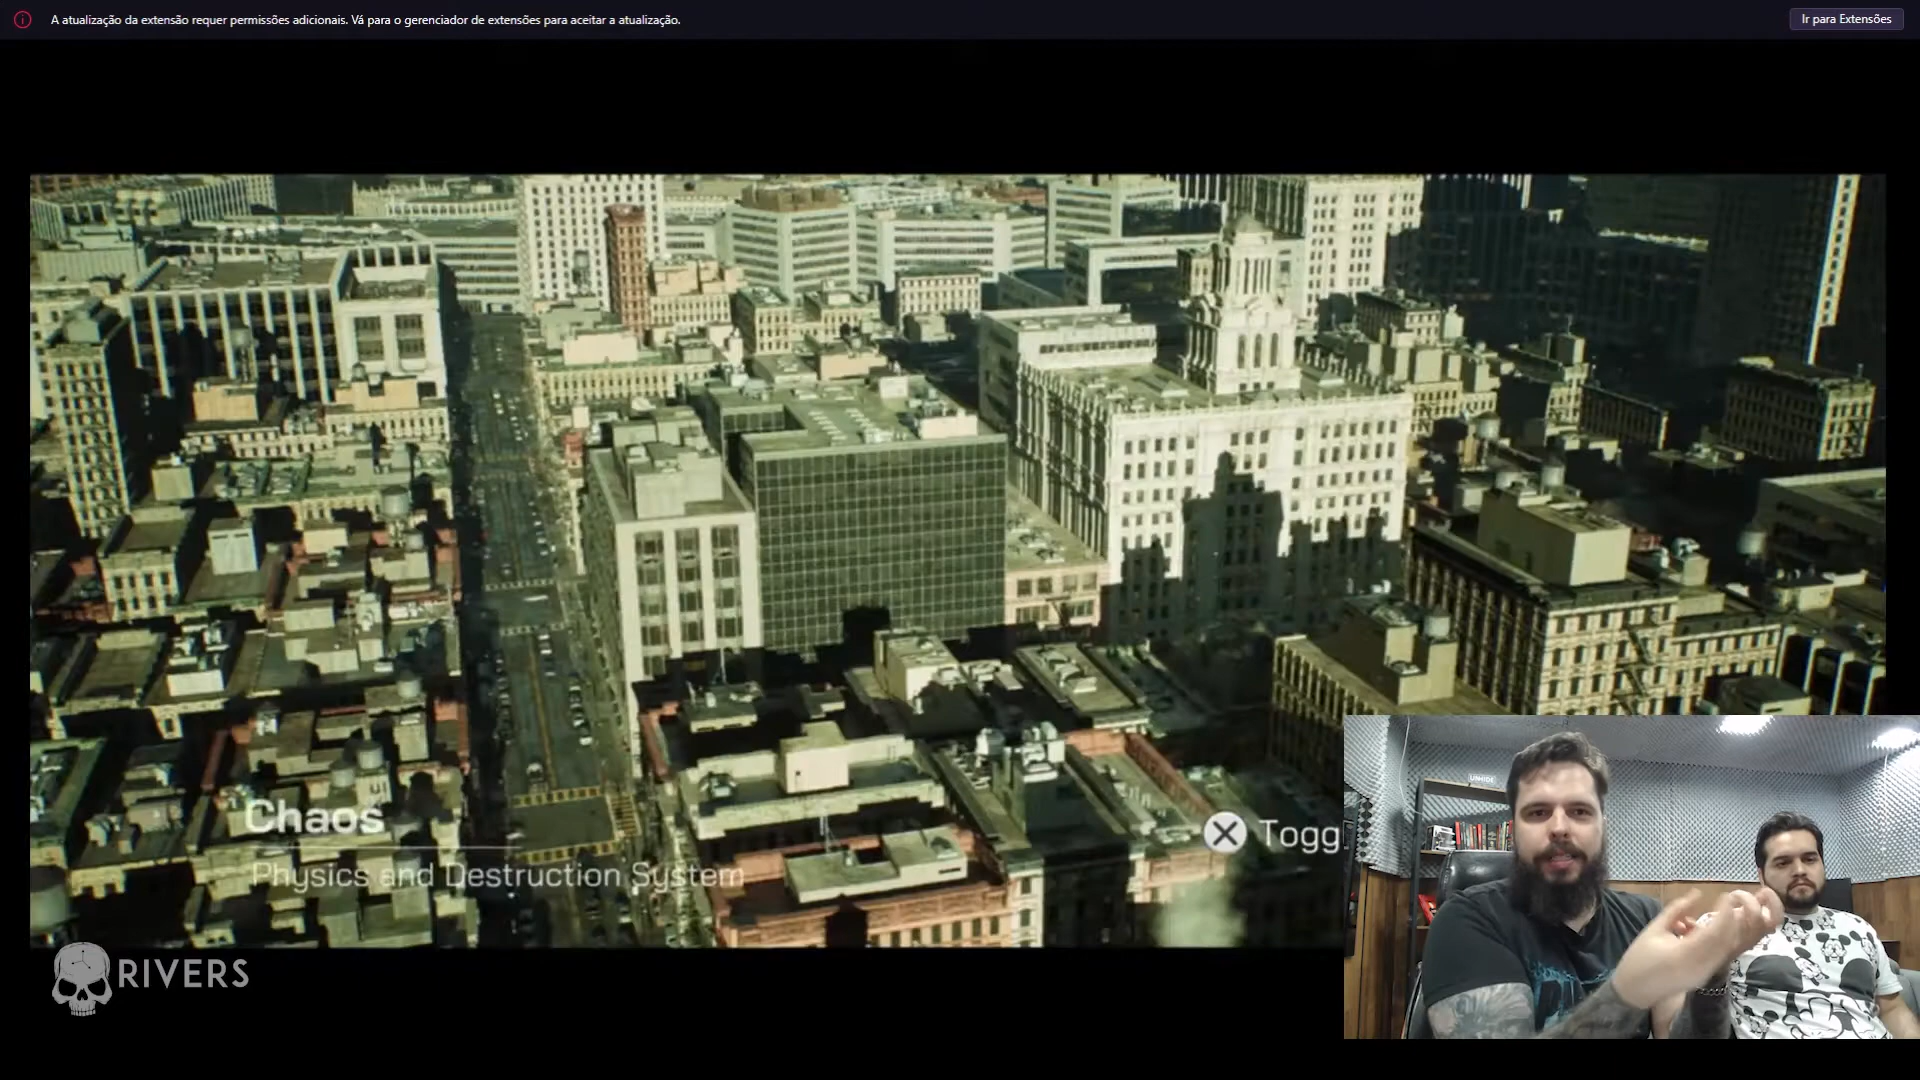 A atualização da extensão requer permissões adicionais. Vá para o gerenciador de extensões para aceitar a atualização.
Ir para Extensões
UNHIDE
Chaos
Physics and Destruction System
Togg
RIVERS